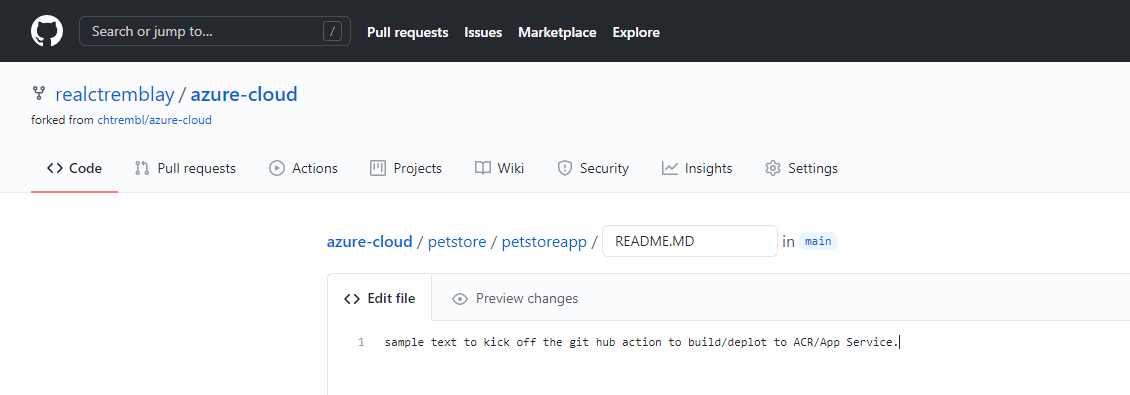 Search or jump to... /
Pull requests Issues Marketplace Explore
realctremblay / azure-cloud
forked from chtrembl/azure-cloud
<> Code Pull requests Actions Projects Wiki Security Insights Settings
azure-cloud / petstore / petstoreapp / README.MD in main
<> Edit file Preview changes
1 sample text to kick off the git hub action to build/deplot to ACR/App Service.